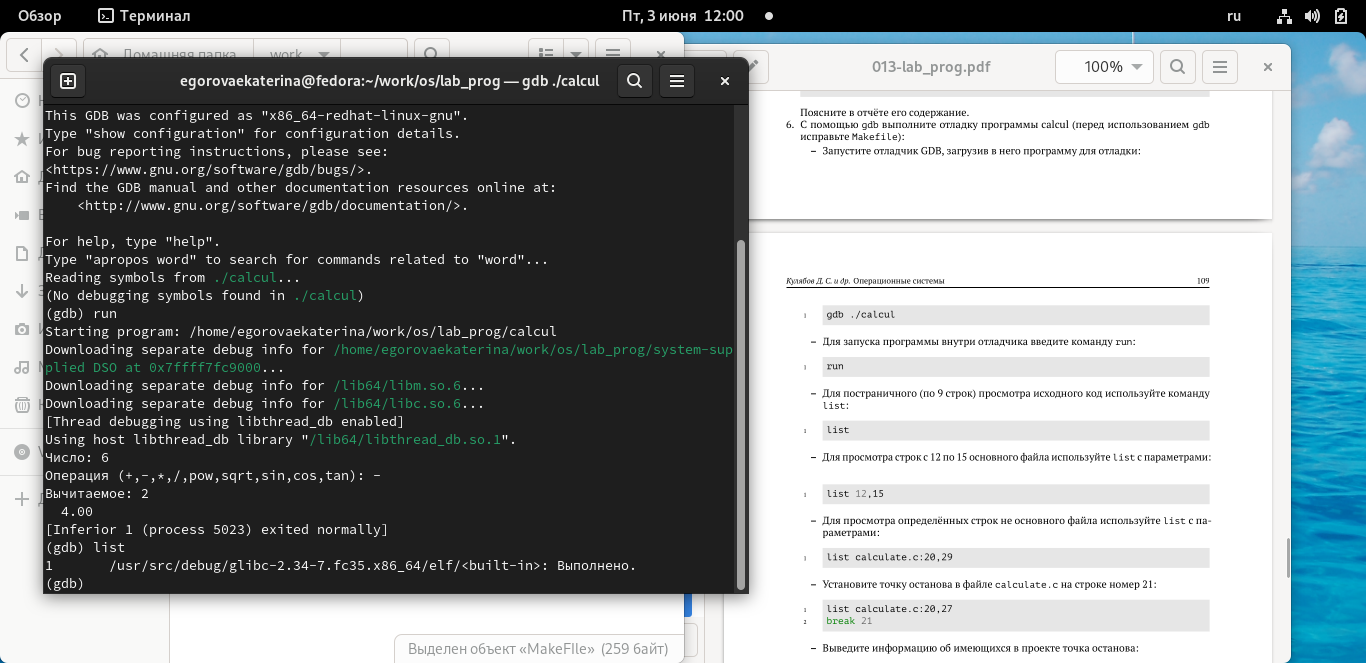 Обзор
Терминал
Пт, 3 июня 12:00
ru
Домашняя папка
work
egorovaekaterina@fedora:~/work/os/lab_prog — gdb ./calcul
This GDB was configured as "x86_64-redhat-linux-gnu".
Type "show configuration" for configuration details.
For bug reporting instructions, please see:
<https://www.gnu.org/software/gdb/bugs/>.
Find the GDB manual and other documentation resources online at:
<http://www.gnu.org/software/gdb/documentation/>.
For help, type "help".
Type "apropos word" to search for commands related to "word"...
Reading symbols from ./calcul...
(No debugging symbols found in ./calcul)
(gdb) run
Starting program: /home/egorovaekaterina/work/os/lab_prog/calcul
Downloading separate debug info for /home/egorovaekaterina/work/os/lab_prog/system-sup
plied DSO at 0x7ffff7fc9000...
Downloading separate debug info for /lib64/libm.so.6...
Downloading separate debug info for /lib64/libc.so.6...
[Thread debugging using libthread_db enabled]
Using host libthread_db library "/lib64/libthread_db.so.1".
Число: 6
Операция (+,-,*,/,pow,sqrt,sin,cos,tan): -
Вычитаемое: 2
4.00
[Inferior 1 (process 5023) exited normally]
(gdb) list
1 /usr/src/debug/glibc-2.34-7.fc35.x86_64/elf/<built-in>: Выполнено.
(gdb)
Выделен объект «MakeFIle» (259 байт)
013-lab_prog.pdf
100%
Поясните в отчёте его содержание.
6. С помощью gdb выполните отладку программы calcul (перед использованием gdb
исправьте Makefile):
– Запустите отладчик GDB, загрузив в него программу для отладки:
Кулябов Д. С. и др. Операционные системы 109
1 gdb ./calcul
– Для запуска программы внутри отладчика введите команду run:
1 run
– Для постраничного (по 9 строк) просмотра исходного код используйте команду
list:
1 list
– Для просмотра строк с 12 по 15 основного файла используйте list с параметрами:
1 list 12,15
– Для просмотра определённых строк не основного файла используйте list с па-
раметрами:
1 list calculate.c:20,29
– Установите точку останова в файле calculate.c на строке номер 21:
1 list calculate.c:20,27
2 break 21
– Выведите информацию об имеющихся в проекте точка останова: